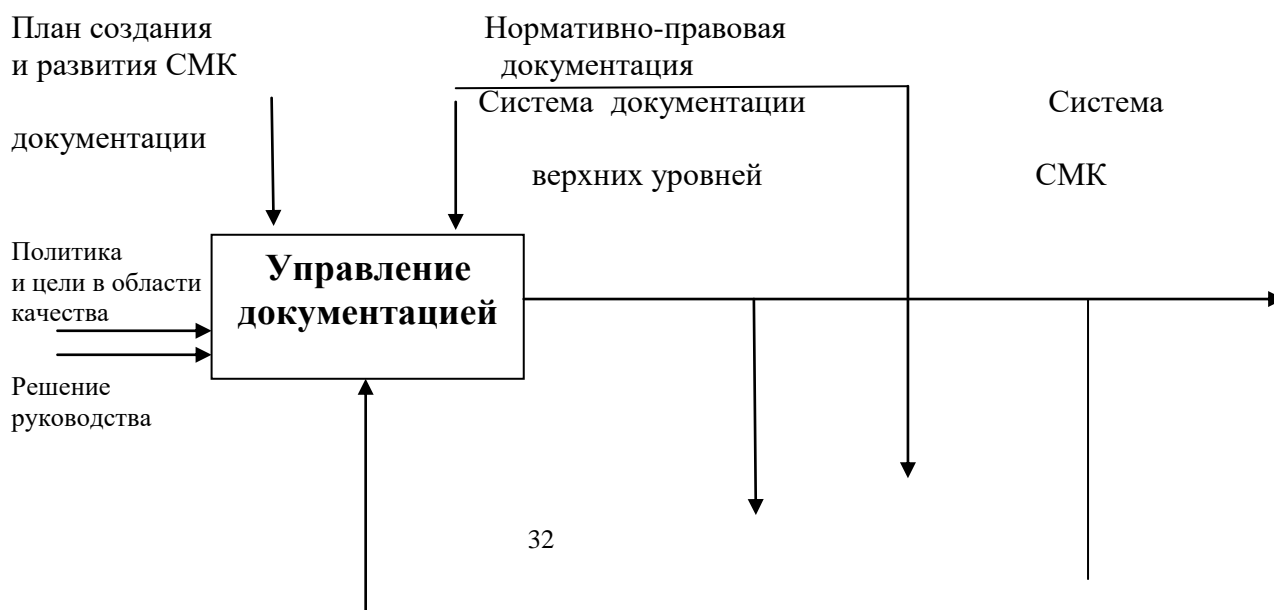 План создания Нормативно-правовая
и развития СМК документация
Система документации Система
документации
верхних уровней СМК
Политика
и цели в области
качества
Управление
документацией
Решение
руководства
32